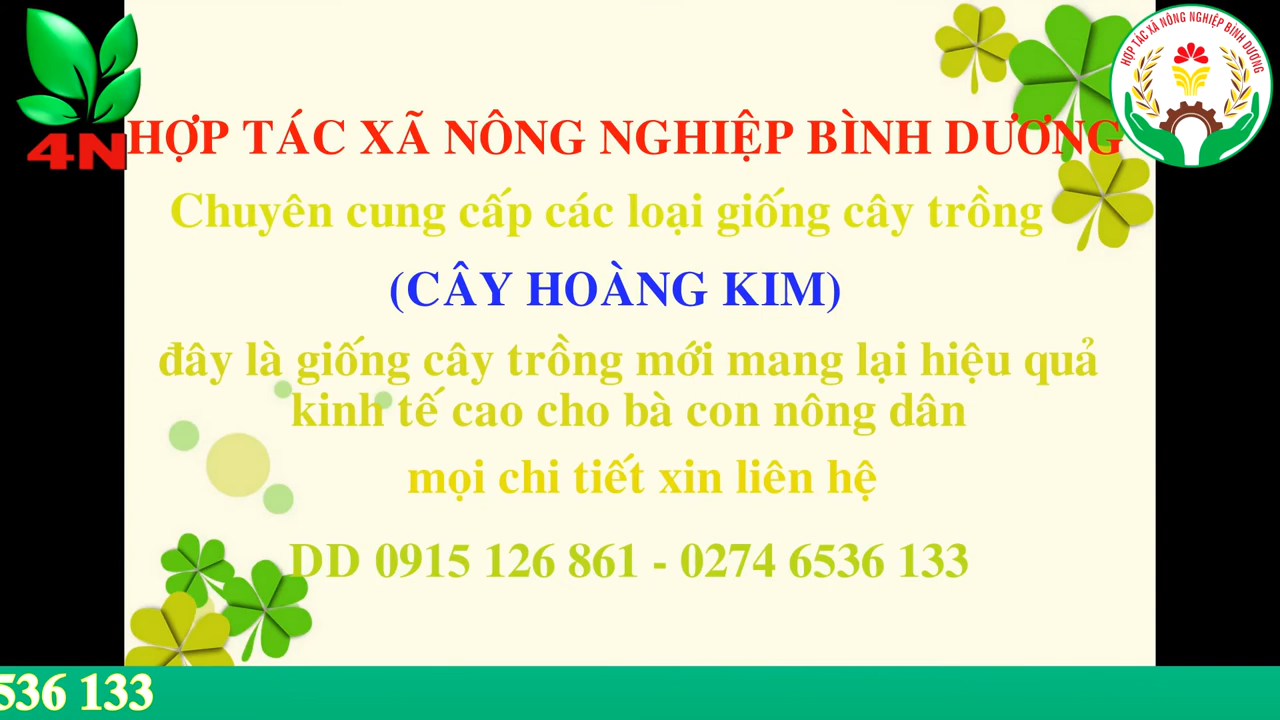 4N
HỢP TÁC XÃ NÔNG NGHIỆP BÌNH DƯƠNG
HỢP TÁC XÃ NÔNG NGHIỆP BÌNH DƯƠNG
Chuyên cung cấp các loại giống cây trồng
(CÂY HOÀNG KIM)
đây là giống cây trồng mới mang lại hiệu quả
kinh tế cao cho bà con nông dân
mọi chi tiết xin liên hệ
DD 0915 126 861 - 0274 6536 133
536 133